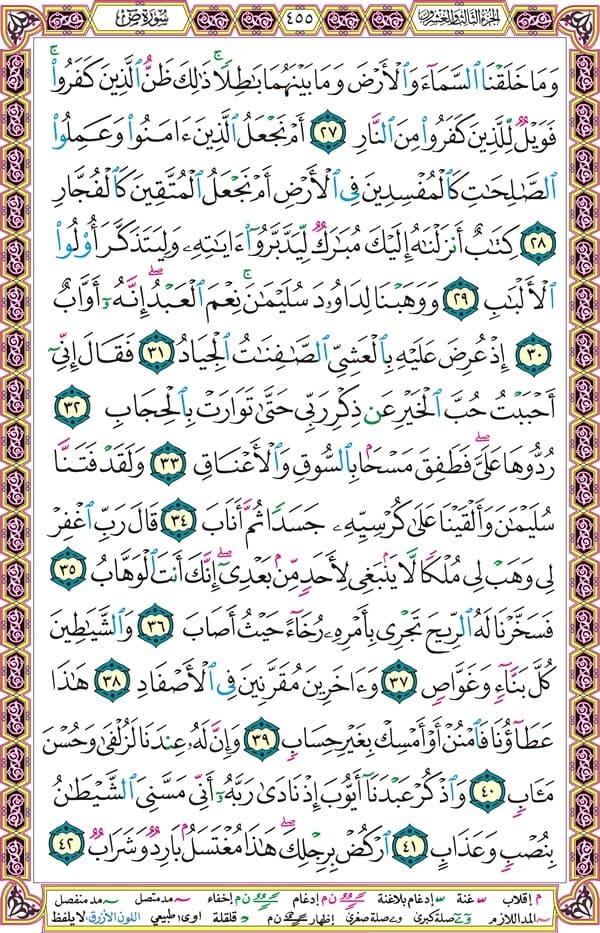 الجزء الثالث والعشرون
٤٥٥
سورة ص
وَمَا خَلَقْنَا ٱلسَّمَآءَ وَٱلْأَرْضَ وَمَا بَيْنَهُمَا بَٰطِلًا ۚ ذَٰلِكَ ظَنُّ ٱلَّذِينَ كَفَرُوا۟ ۚ
فَوَيْلٌ لِّلَّذِينَ كَفَرُوا۟ مِنَ ٱلنَّارِ ٢٧ أَمْ نَجْعَلُ ٱلَّذِينَ ءَامَنُوا۟ وَعَمِلُوا۟
ٱلصَّٰلِحَٰتِ كَٱلْمُفْسِدِينَ فِى ٱلْأَرْضِ أَمْ نَجْعَلُ ٱلْمُتَّقِينَ كَٱلْفُجَّارِ
٢٨ كِتَٰبٌ أَنزَلْنَٰهُ إِلَيْكَ مُبَٰرَكٌ لِّيَدَّبَّرُوٓا۟ ءَايَٰتِهِۦ وَلِيَتَذَكَّرَ أُو۟لُوا۟
ٱلْأَلْبَٰبِ ٢٩ وَوَهَبْنَا لِدَاوُۥدَ سُلَيْمَٰنَ ۚ نِعْمَ ٱلْعَبْدُ ۖ إِنَّهُۥٓ أَوَّابٌ
٣٠ إِذْ عُرِضَ عَلَيْهِ بِٱلْعَشِىِّ ٱلصَّٰفِنَٰتُ ٱلْجِيَادُ ٣١ فَقَالَ إِنِّىٓ
أَحْبَبْتُ حُبَّ ٱلْخَيْرِ عَن ذِكْرِ رَبِّى حَتَّىٰ تَوَارَتْ بِٱلْحِجَابِ ٣٢
رُدُّوهَا عَلَىَّ ۖ فَطَفِقَ مَسْحًۢا بِٱلسُّوقِ وَٱلْأَعْنَاقِ ٣٣ وَلَقَدْ فَتَنَّا
سُلَيْمَٰنَ وَأَلْقَيْنَا عَلَىٰ كُرْسِيِّهِۦ جَسَدًا ثُمَّ أَنَابَ ٣٤ قَالَ رَبِّ ٱغْفِرْ
لِى وَهَبْ لِى مُلْكًا لَّا يَنۢبَغِى لِأَحَدٍ مِّنۢ بَعْدِىٓ ۖ إِنَّكَ أَنتَ ٱلْوَهَّابُ ٣٥
فَسَخَّرْنَا لَهُ ٱلرِّيحَ تَجْرِى بِأَمْرِهِۦ رُخَآءً حَيْثُ أَصَابَ ٣٦ وَٱلشَّيَٰطِينَ
كُلَّ بَنَّآءٍ وَغَوَّاصٍ ٣٧ وَءَاخَرِينَ مُقَرَّنِينَ فِى ٱلْأَصْفَادِ ٣٨ هَٰذَا
عَطَآؤُنَا فَٱمْنُنْ أَوْ أَمْسِكْ بِغَيْرِ حِسَابٍ ٣٩ وَإِنَّ لَهُۥ عِندَنَا لَزُلْفَىٰ وَحُسْنَ
مَـَٔابٍ ٤٠ وَٱذْكُرْ عَبْدَنَآ أَيُّوبَ إِذْ نَادَىٰ رَبَّهُۥٓ أَنِّى مَسَّنِىَ ٱلشَّيْطَٰنُ
بِنُصْبٍ وَعَذَابٍ ٤١ ٱرْكُضْ بِرِجْلِكَ ۖ هَٰذَا مُغْتَسَلٌۢ بَارِدٌ وَشَرَابٌ ٤٢
م إقلاب س غنة س إدغام بلاغنة ن م إدغام ن م إخفاء مد متصل مد منفصل
المد اللازم صلة كبرى صلة صغرى إظهار ن م قلقلة اوى: طبيعي اللون الأزرق: لا يلفظ